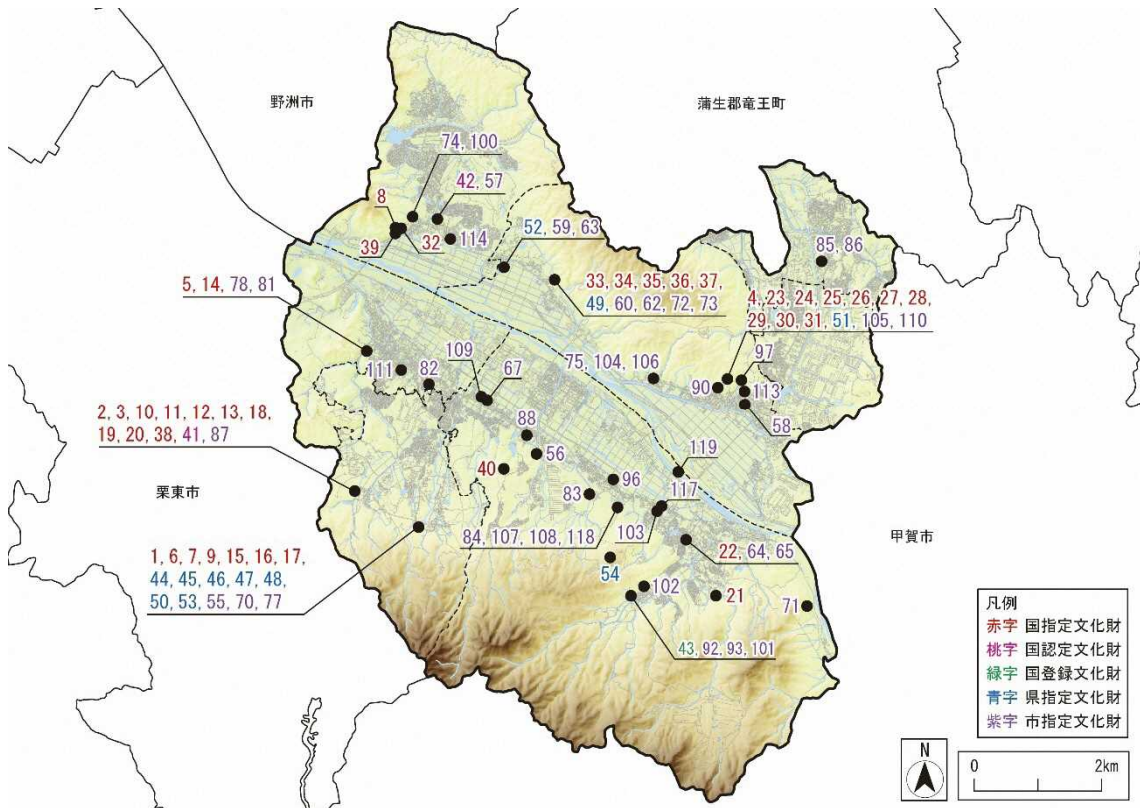 野洲市
蒲生郡竜王町
74, 100
42, 57
8
39
32
114
52, 59, 63
85, 86
5, 14, 78, 81
33, 34, 35, 36, 37,
49, 60, 62, 72, 73
4, 23, 24, 25, 26, 27, 28,
29, 30, 31, 51, 105, 110
109
67
111
82
75, 104, 106
97
90
113
58
2, 3, 10, 11, 12, 13, 18,
19, 20, 38, 41, 87
88
56
40
119
96
83
117
栗東市
84, 107, 108, 118
103
甲賀市
22, 64, 65
1, 6, 7, 9, 15, 16, 17,
44, 45, 46, 47, 48,
50, 53, 55, 70, 77
54
102
21
71
43, 92, 93, 101
凡例
赤字 国指定文化財
桃字 国認定文化財
緑字 国登録文化財
青字 県指定文化財
紫字 市指定文化財
N
0 2km